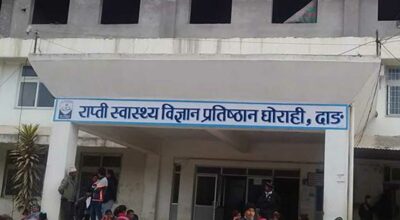 राप्ती स्वास्थ्य विज्ञान प्रतिष्ठान घोराही, दाङ